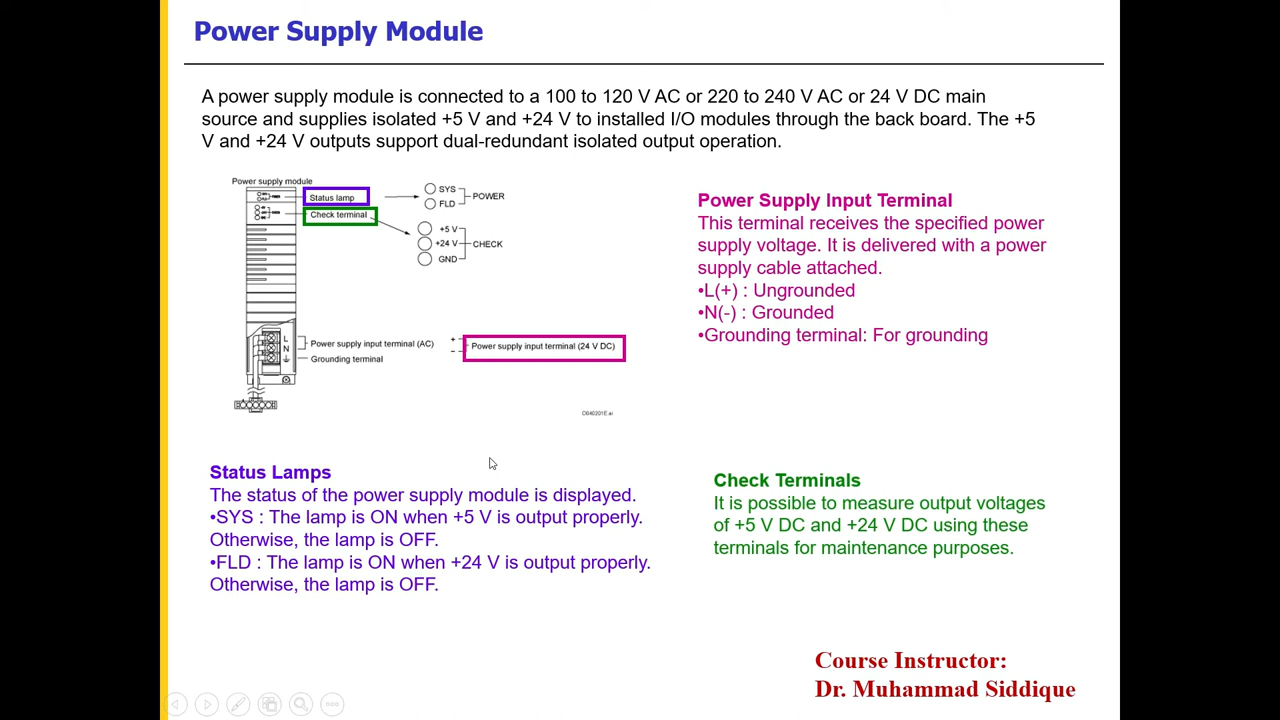 Power Supply Module
A power supply module is connected to a 100 to 120 V AC or 220 to 240 V AC or 24 V DC main
source and supplies isolated +5 V and +24 V to installed I/O modules through the back board. The +5
V and +24 V outputs support dual-redundant isolated output operation.
Power supply module
Status lamp
Check terminal
SYS
FLD
POWER
+5 V
+24 V
GND
CHECK
L
N
Power supply input terminal (AC)
Grounding terminal
+
−
Power supply input terminal (24 V DC)
D040201E.ai
Power Supply Input Terminal
This terminal receives the specified power
supply voltage. It is delivered with a power
supply cable attached.
•L(+) : Ungrounded
•N(-) : Grounded
•Grounding terminal: For grounding
Status Lamps
The status of the power supply module is displayed.
•SYS : The lamp is ON when +5 V is output properly.
Otherwise, the lamp is OFF.
•FLD : The lamp is ON when +24 V is output properly.
Otherwise, the lamp is OFF.
Check Terminals
It is possible to measure output voltages
of +5 V DC and +24 V DC using these
terminals for maintenance purposes.
Course Instructor:
Dr. Muhammad Siddique